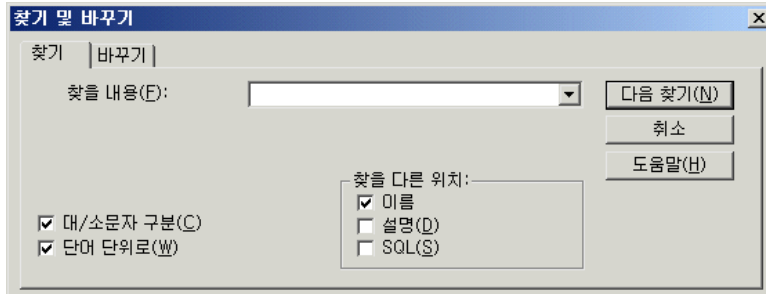 찾기 및 바꾸기
찾기
바꾸기
찾을 내용(F):
다음 찾기(N)
취소
도움말(H)
찾을 다른 위치:
이름
대/소문자 구분(C)
설명(D)
단어 단위로(W)
SQL(S)